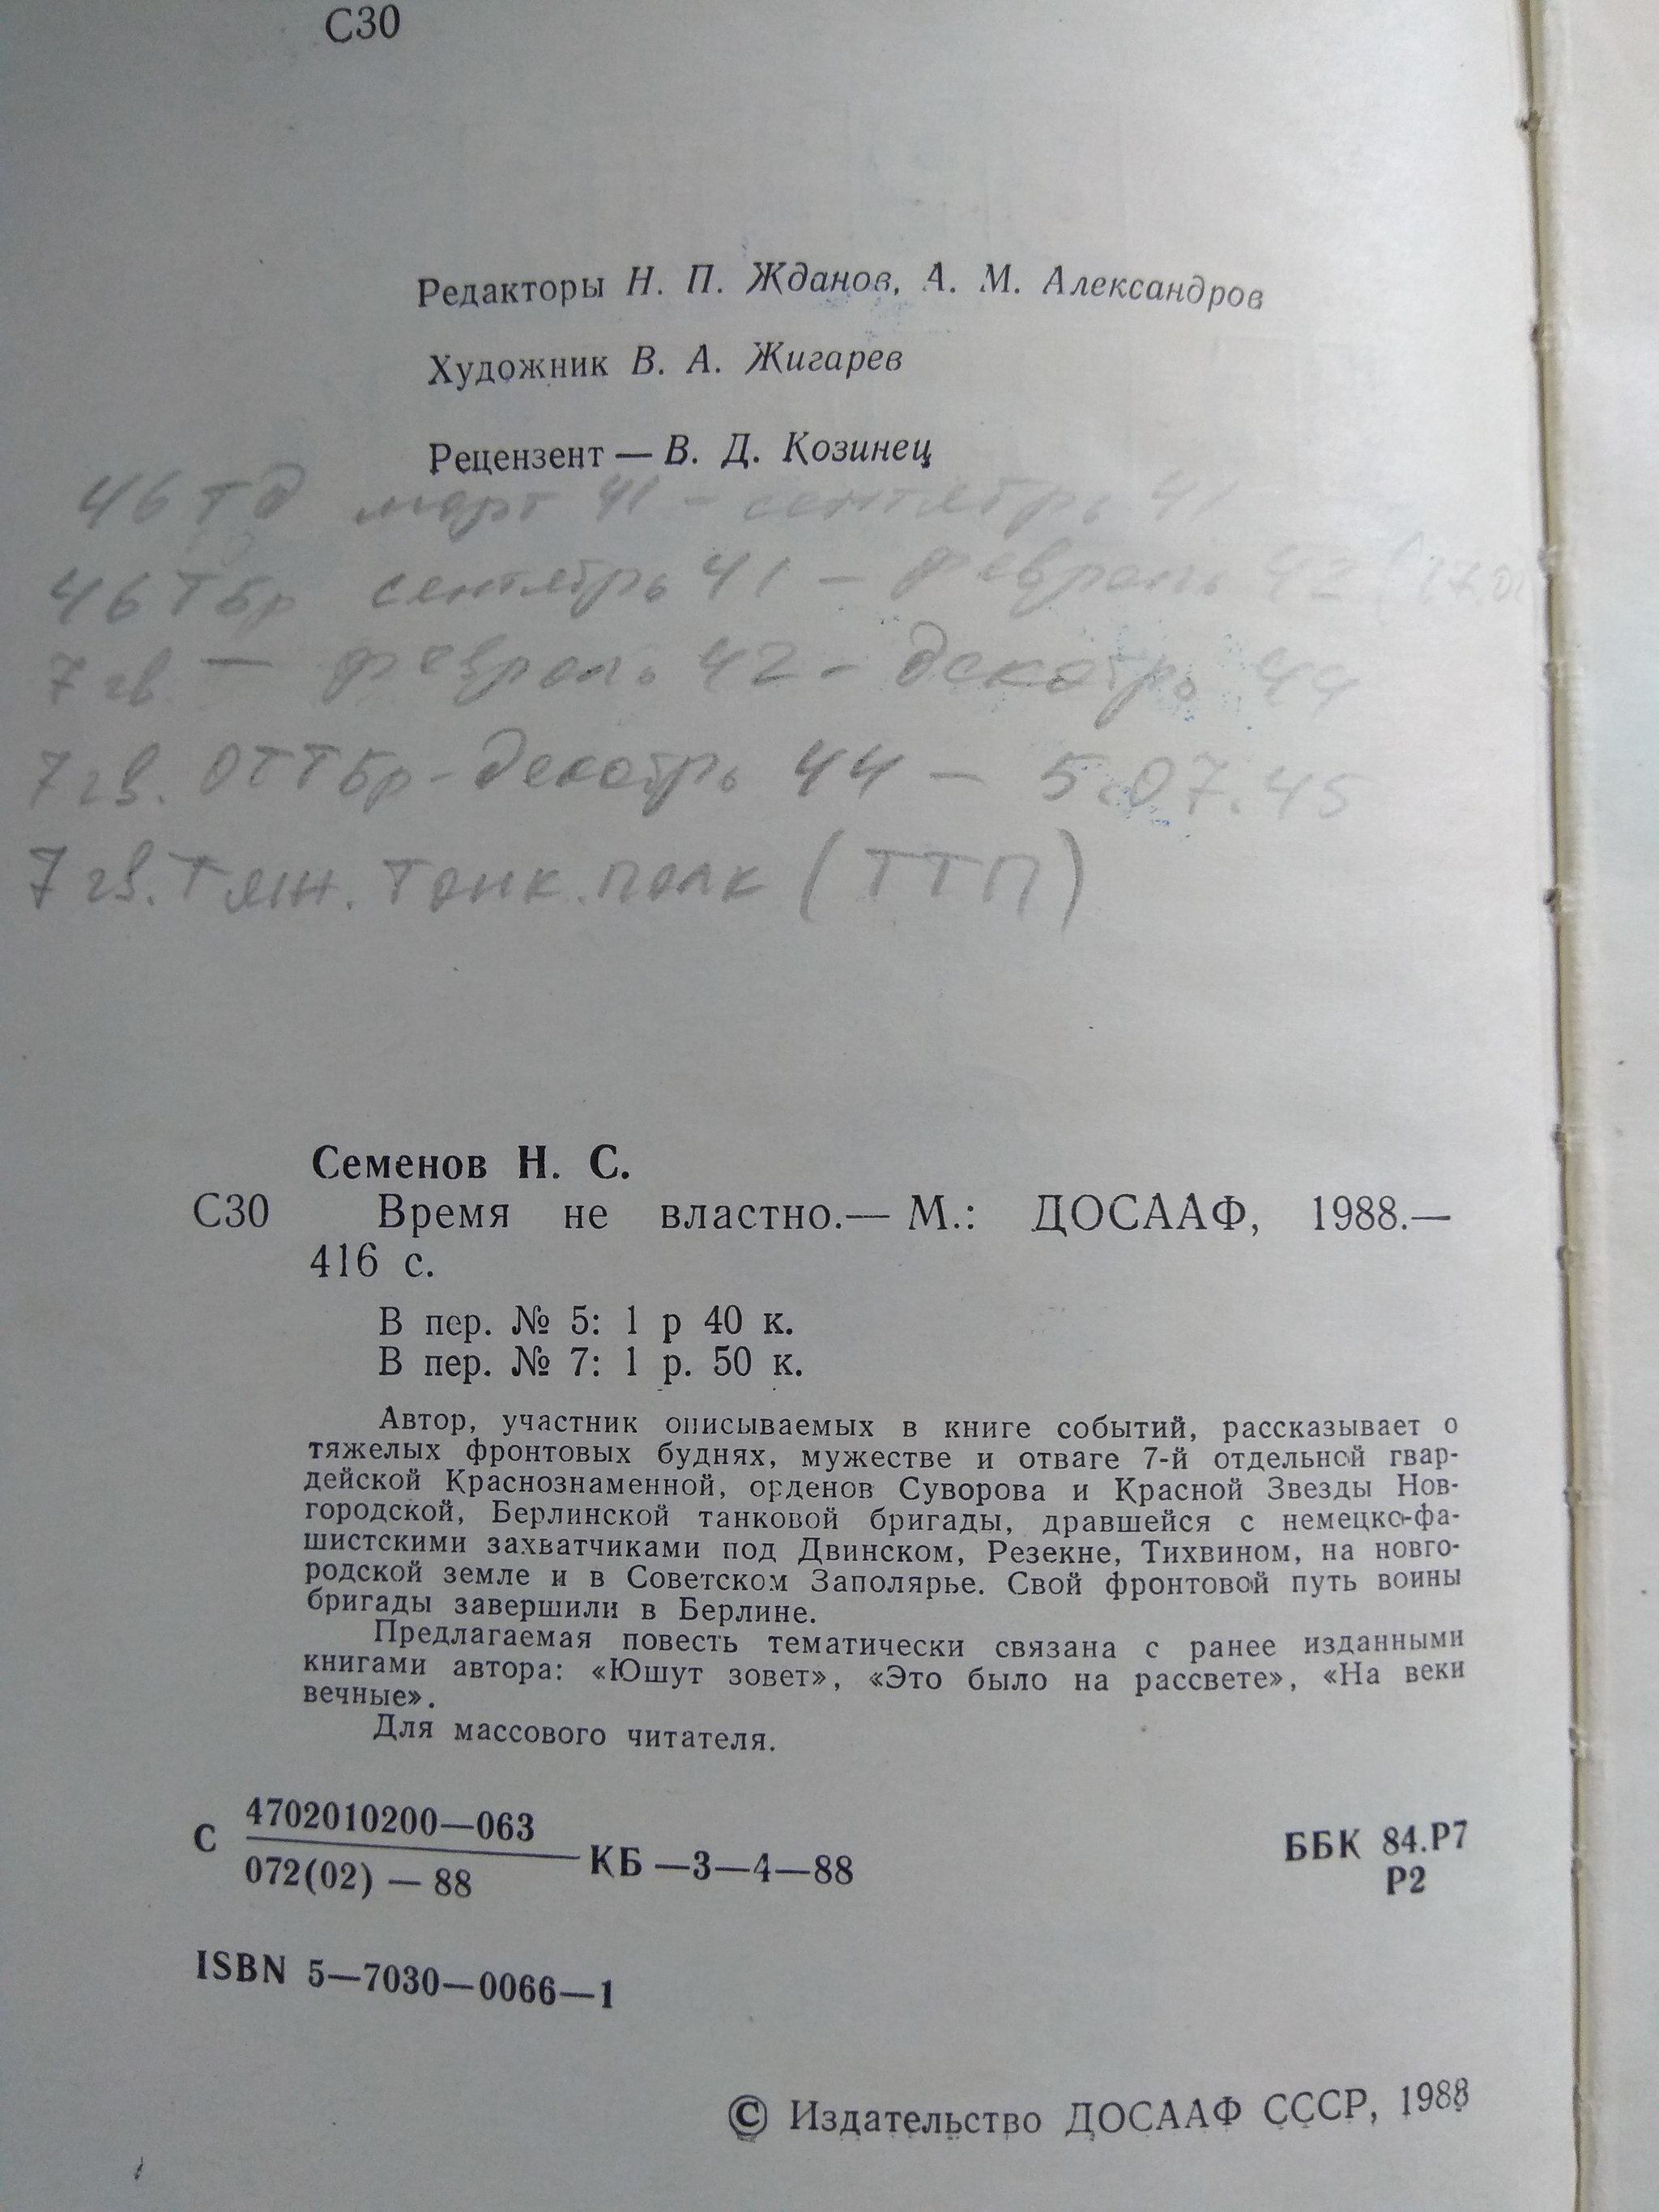 С30
Редакторы Н. П. Жданов, А. М. Александров
Художник В. А. Жигарев
Рецензент — В. Д. Козинец
46 тд март 41 - сентябрь 41
46 ТБр сентябрь 41 - февраль 42
7 гв. — февраль 42 - декабрь 44
7 гв. ОТТБр - декабрь 44 - 5.07.45
7 гв. Тяж. танк. полк (ТТП)
Семенов Н. С.
С30 Время не властно.— М.: ДОСААФ, 1988.—
416 с.
В пер. № 5: 1 р 40 к.
В пер. № 7: 1 р. 50 к.
Автор, участник описываемых в книге событий, рассказывает о
тяжелых фронтовых буднях, мужестве и отваге 7-й отдельной гвар-
дейской Краснознаменной, орденов Суворова и Красной Звезды Нов-
городской, Берлинской танковой бригады, дравшейся с немецко-фа-
шистскими захватчиками под Двинском, Резекне, Тихвином, на новго-
родской земле и в Советском Заполярье. Свой фронтовой путь воины
бригады завершили в Берлине.
Предлагаемая повесть тематически связана с ранее изданными
книгами автора: «Юшут зовет», «Это было на рассвете», «На веки
вечные».
Для массового читателя.
С 4702010200—063
072(02) — 88 КБ —3—4—88
ББК 84.Р7
Р2
ISBN 5—7030—0066—1
© Издательство ДОСААФ СССР, 1988